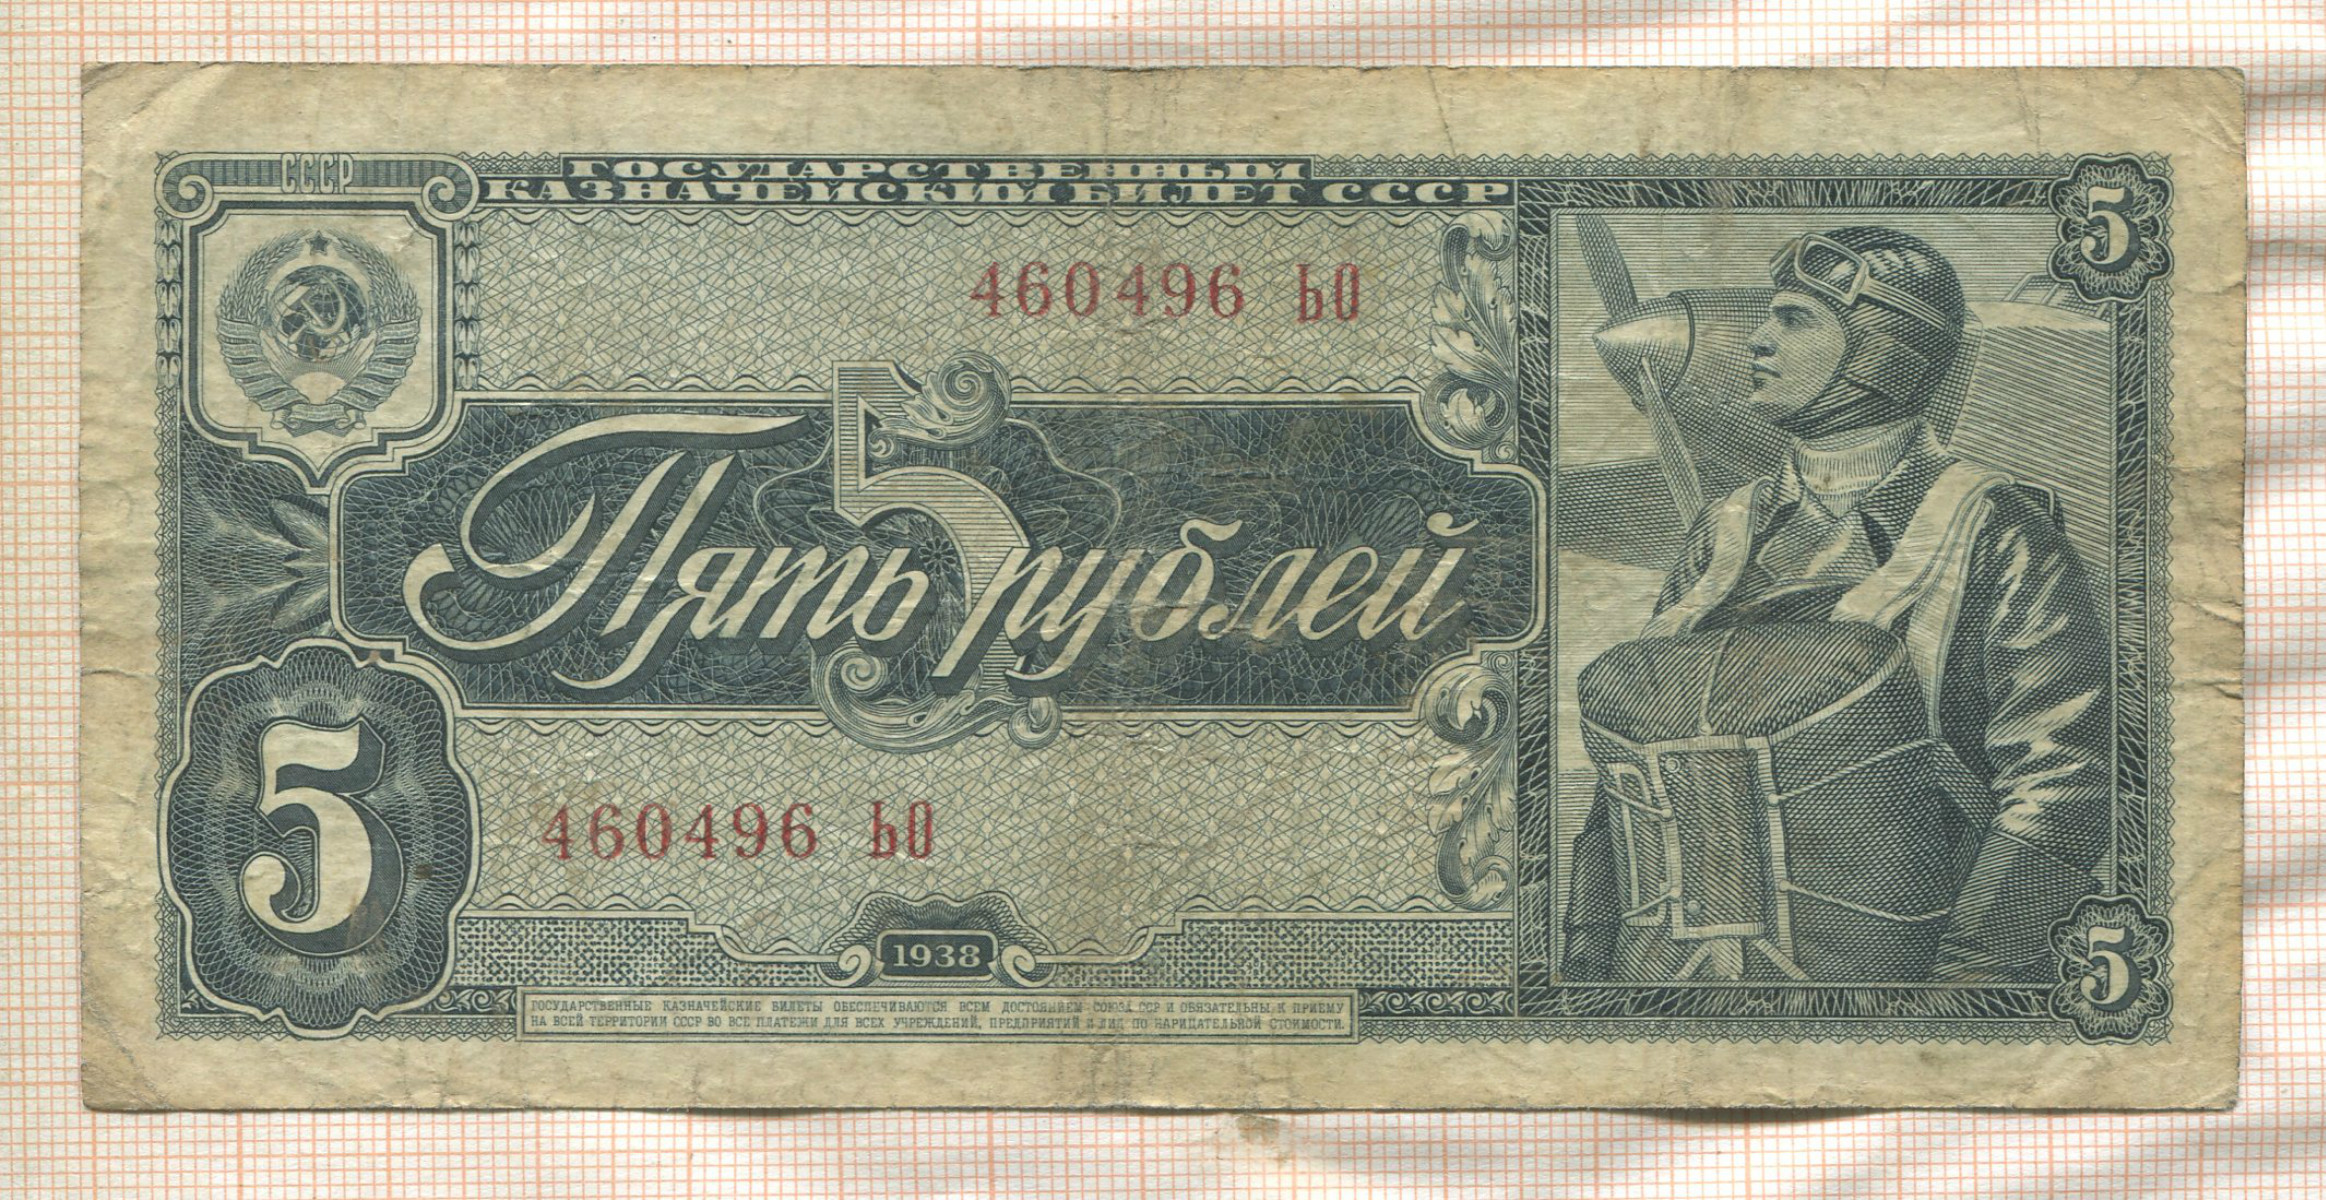 СССР
ГОСУДАРСТВЕННЫЙ
КАЗНАЧЕЙСКИЙ БИЛЕТ СССР
5
460496 ЬО
5
Пять рублей
5
460496 ЬО
1938
5
ГОСУДАРСТВЕННЫЕ КАЗНАЧЕЙСКИЕ БИЛЕТЫ ОБЕСПЕЧИВАЮТСЯ ВСЕМ ДОСТОЯНИЕМ СОЮЗА ССР И ОБЯЗАТЕЛЬНЫ К ПРИЕМУ
НА ВСЕЙ ТЕРРИТОРИИ СССР ВО ВСЕ ПЛАТЕЖИ ДЛЯ ВСЕХ УЧРЕЖДЕНИЙ, ПРЕДПРИЯТИЙ И ЛИЦ ПО НАРИЦАТЕЛЬНОЙ СТОИМОСТИ.